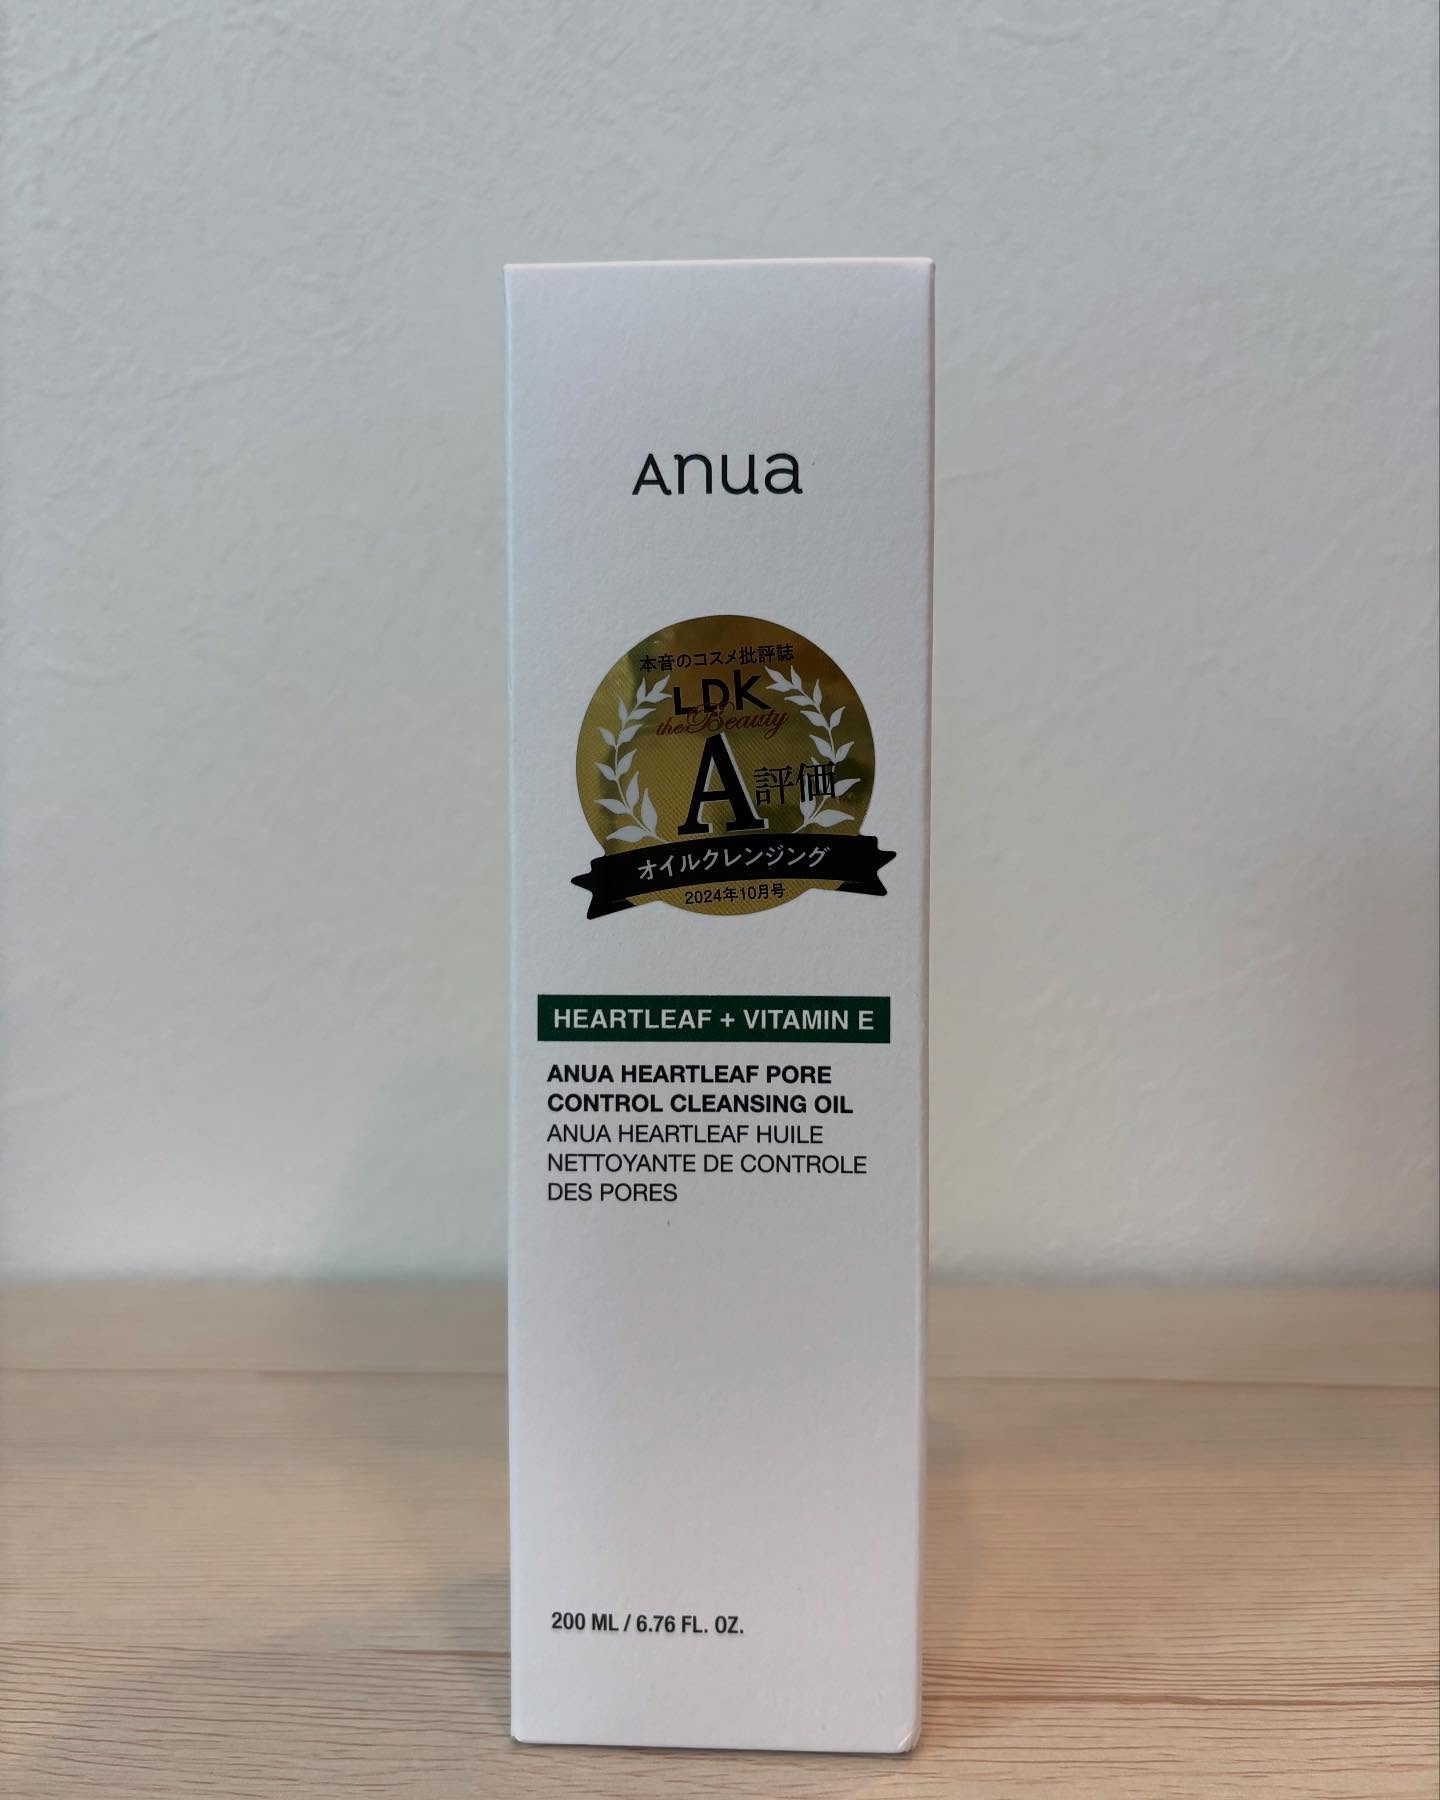 Anua
本音のコスメ批評誌
LDK
the Beauty
A評価
オイルクレンジング
2024年10月号
HEARTLEAF + VITAMIN E
ANUA HEARTLEAF PORE
CONTROL CLEANSING OIL
ANUA HEARTLEAF HUILE
NETTOYANTE DE CONTROLE
DES PORES
200 ML / 6.76 FL. OZ.